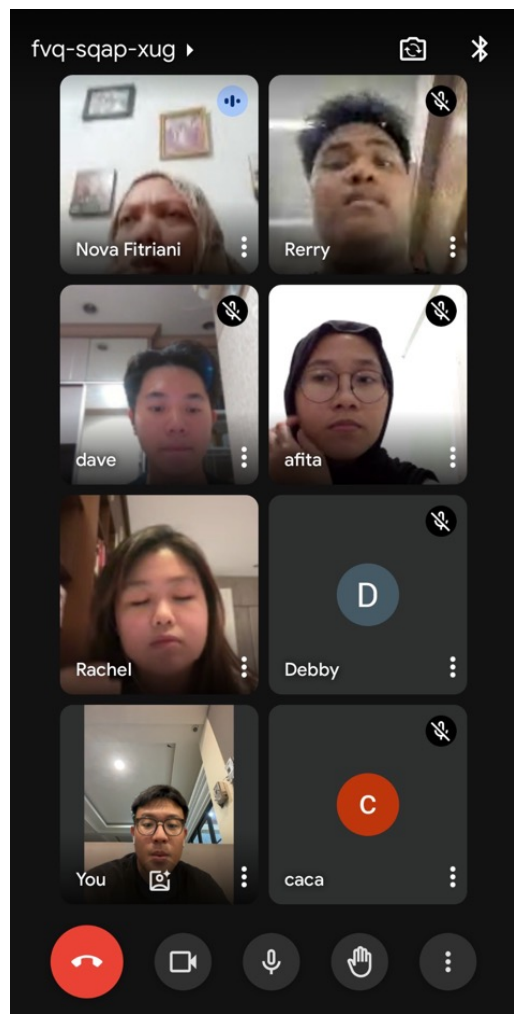 fvq-sqap-xug
Nova Fitriani
Rerry
dave
afita
Rachel
D
Debby
You
c
caca